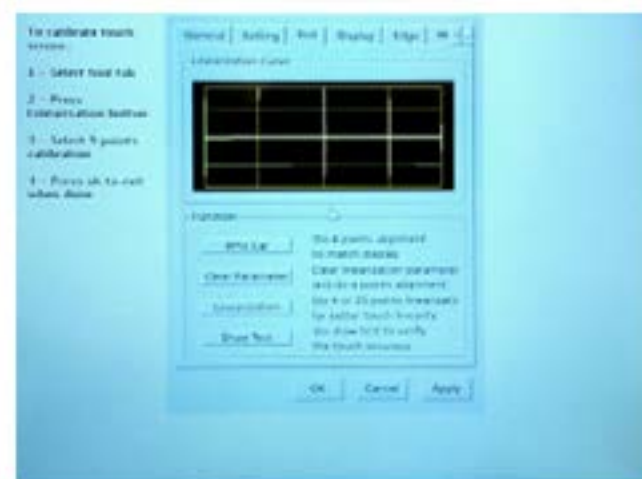 To calibrate touch
screen.
1 - Select tool tab
2 - Press
linearization button
3 - Select 9 points
calibration
4 - Press ok to exit
when done
General Setting Tool Display Edge
Linearization Curve
Function
4Pts Cal
Do 4 points alignment
to match display.
Clear Parameter
Clear linearization parameter
and do 4 points alignment.
Linearization
Do 9 or 25 points linearization
for better touch linearity.
Draw Test
Do draw test to verify
the touch accuracy.
OK Cancel Apply